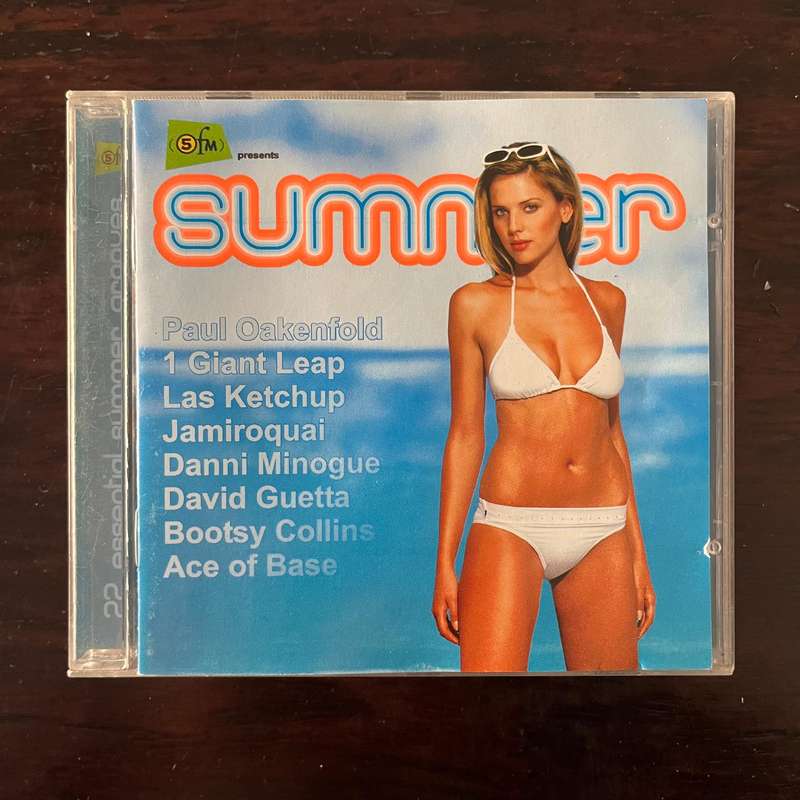 5fm presents
summer
Paul Oakenfold
1 Giant Leap
Las Ketchup
Jamiroquai
Danni Minogue
David Guetta
Bootsy Collins
Ace of Base
5fm
22 essential summer grooves